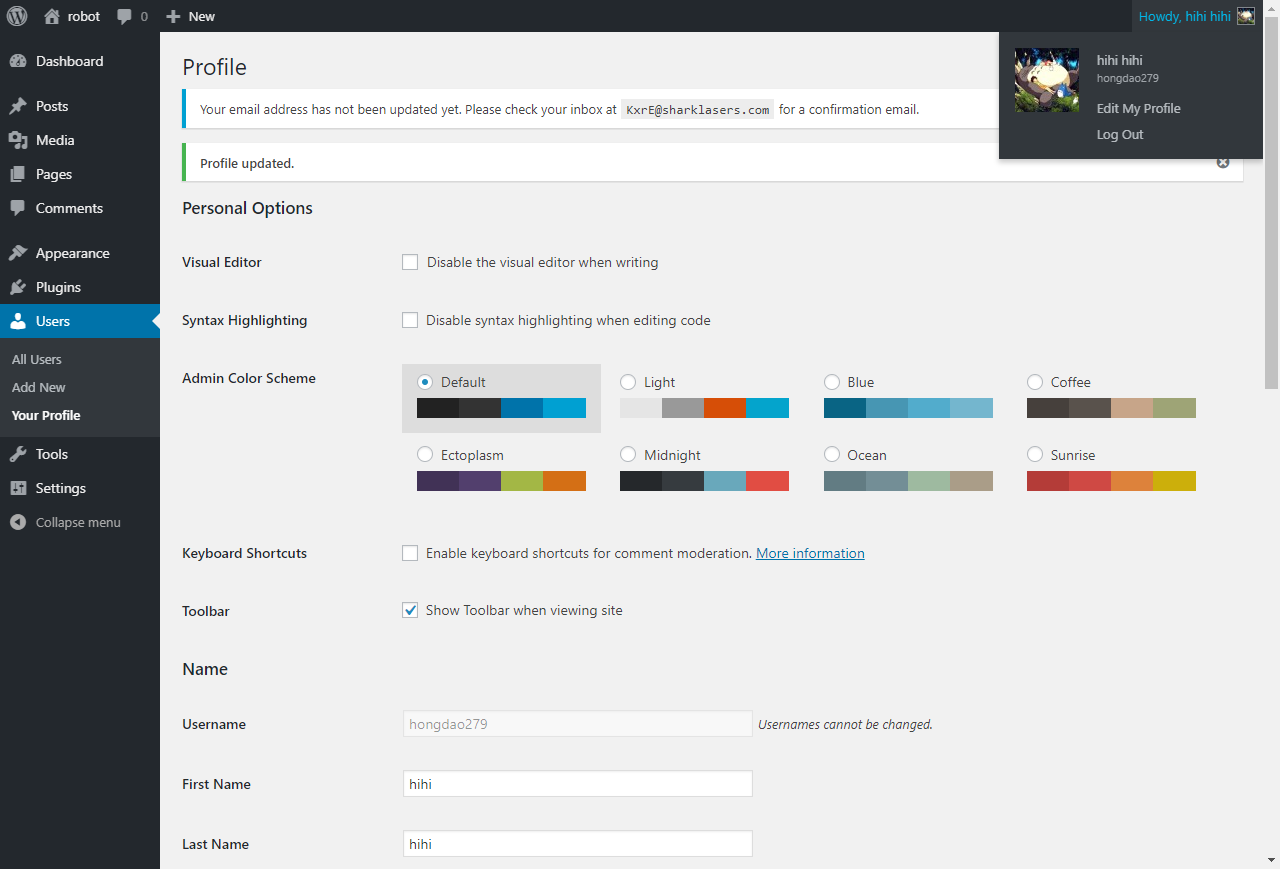 robot 0 New
Howdy, hihi hihi
hihi hihi
hongdao279
Edit My Profile
Log Out
Dashboard
Posts
Media
Pages
Comments
Appearance
Plugins
Users
All Users
Add New
Your Profile
Tools
Settings
Collapse menu
Profile
Your email address has not been updated yet. Please check your inbox at KxrE@sharklasers.com for a confirmation email.
Profile updated.
Personal Options
Visual Editor Disable the visual editor when writing
Syntax Highlighting Disable syntax highlighting when editing code
Admin Color Scheme Default Light Blue Coffee
Ectoplasm Midnight Ocean Sunrise
Keyboard Shortcuts Enable keyboard shortcuts for comment moderation. More information
Toolbar Show Toolbar when viewing site
Name
Username hongdao279 Usernames cannot be changed.
First Name hihi
Last Name hihi